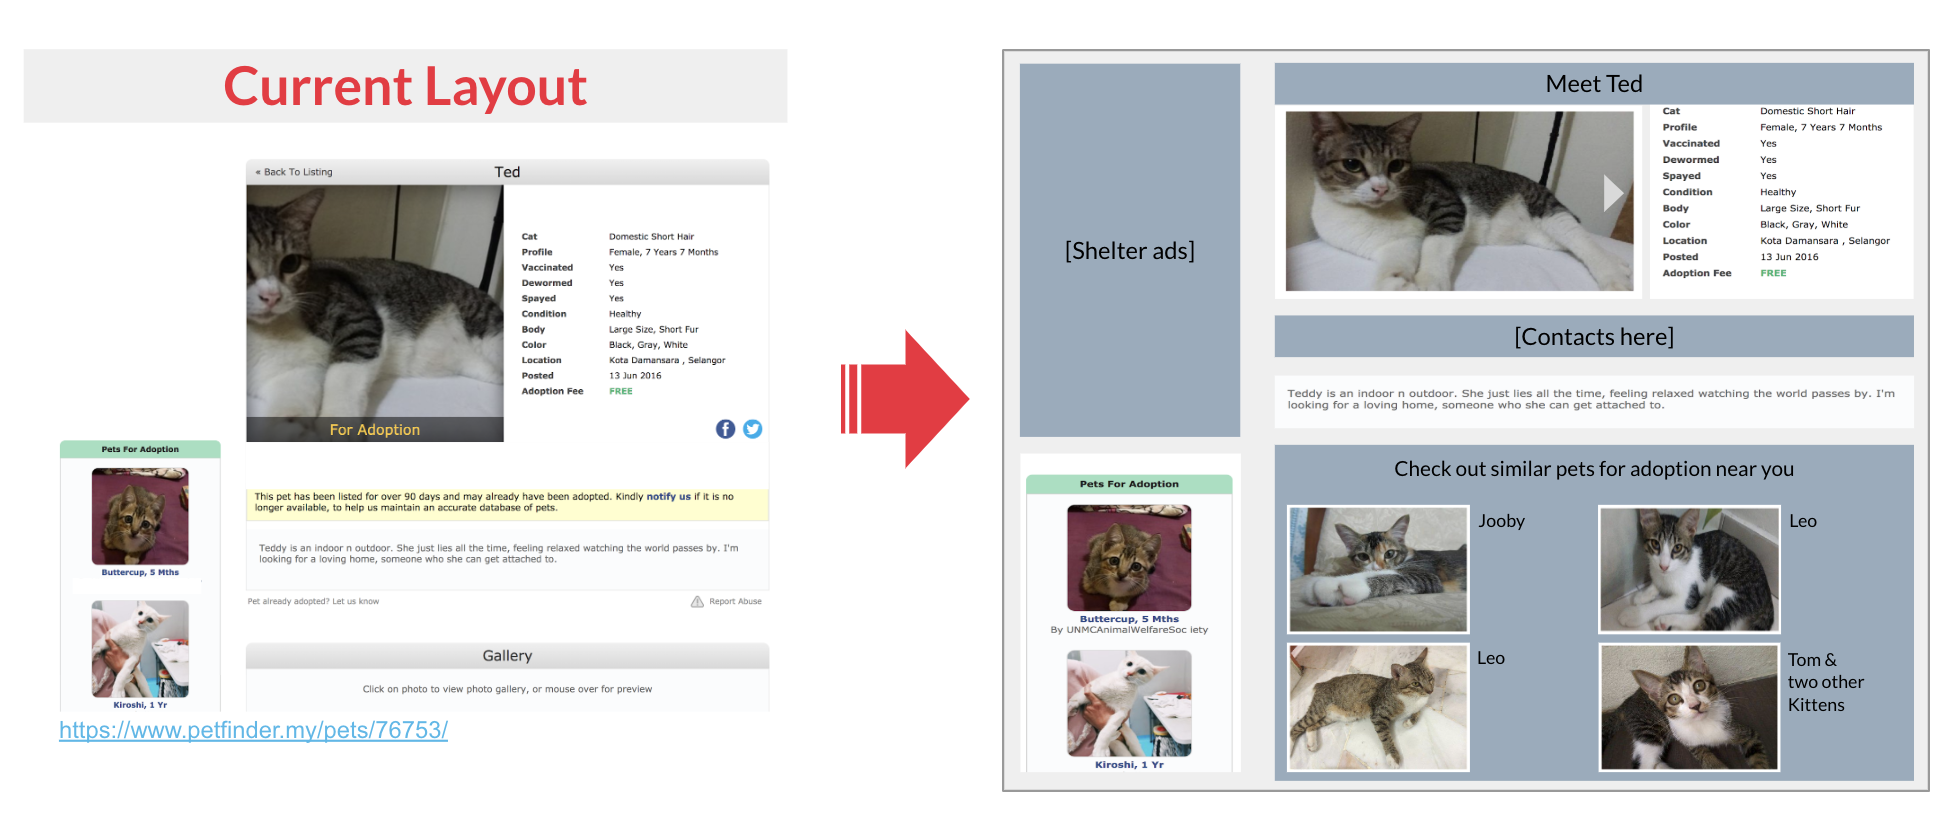 Current Layout
« Back To Listing
Ted
Cat Domestic Short Hair
Profile Female, 7 Years 7 Months
Vaccinated Yes
Dewormed Yes
Spayed Yes
Condition Healthy
Body Large Size, Short Fur
Color Black, Gray, White
Location Kota Damansara , Selangor
Posted 13 Jun 2016
Adoption Fee FREE
For Adoption
This pet has been listed for over 90 days and may already have been adopted. Kindly notify us if it is no
longer available, to help us maintain an accurate database of pets.
Teddy is an indoor n outdoor. She just lies all the time, feeling relaxed watching the world passes by. I'm
looking for a loving home, someone who she can get attached to.
Pet already adopted? Let us know
Report Abuse
Gallery
Click on photo to view photo gallery, or mouse over for preview
Pets For Adoption
Buttercup, 5 Mths
Kiroshi, 1 Yr
https://www.petfinder.my/pets/76753/
[Shelter ads]
Pets For Adoption
Buttercup, 5 Mths
By UNMCAnimalWelfareSoc iety
Kiroshi, 1 Yr
Meet Ted
Cat Domestic Short Hair
Profile Female, 7 Years 7 Months
Vaccinated Yes
Dewormed Yes
Spayed Yes
Condition Healthy
Body Large Size, Short Fur
Color Black, Gray, White
Location Kota Damansara , Selangor
Posted 13 Jun 2016
Adoption Fee FREE
[Contacts here]
Teddy is an indoor n outdoor. She just lies all the time, feeling relaxed watching the world passes by. I'm
looking for a loving home, someone who she can get attached to.
Check out similar pets for adoption near you
Jooby
Leo
Leo
Tom &
two other
Kittens